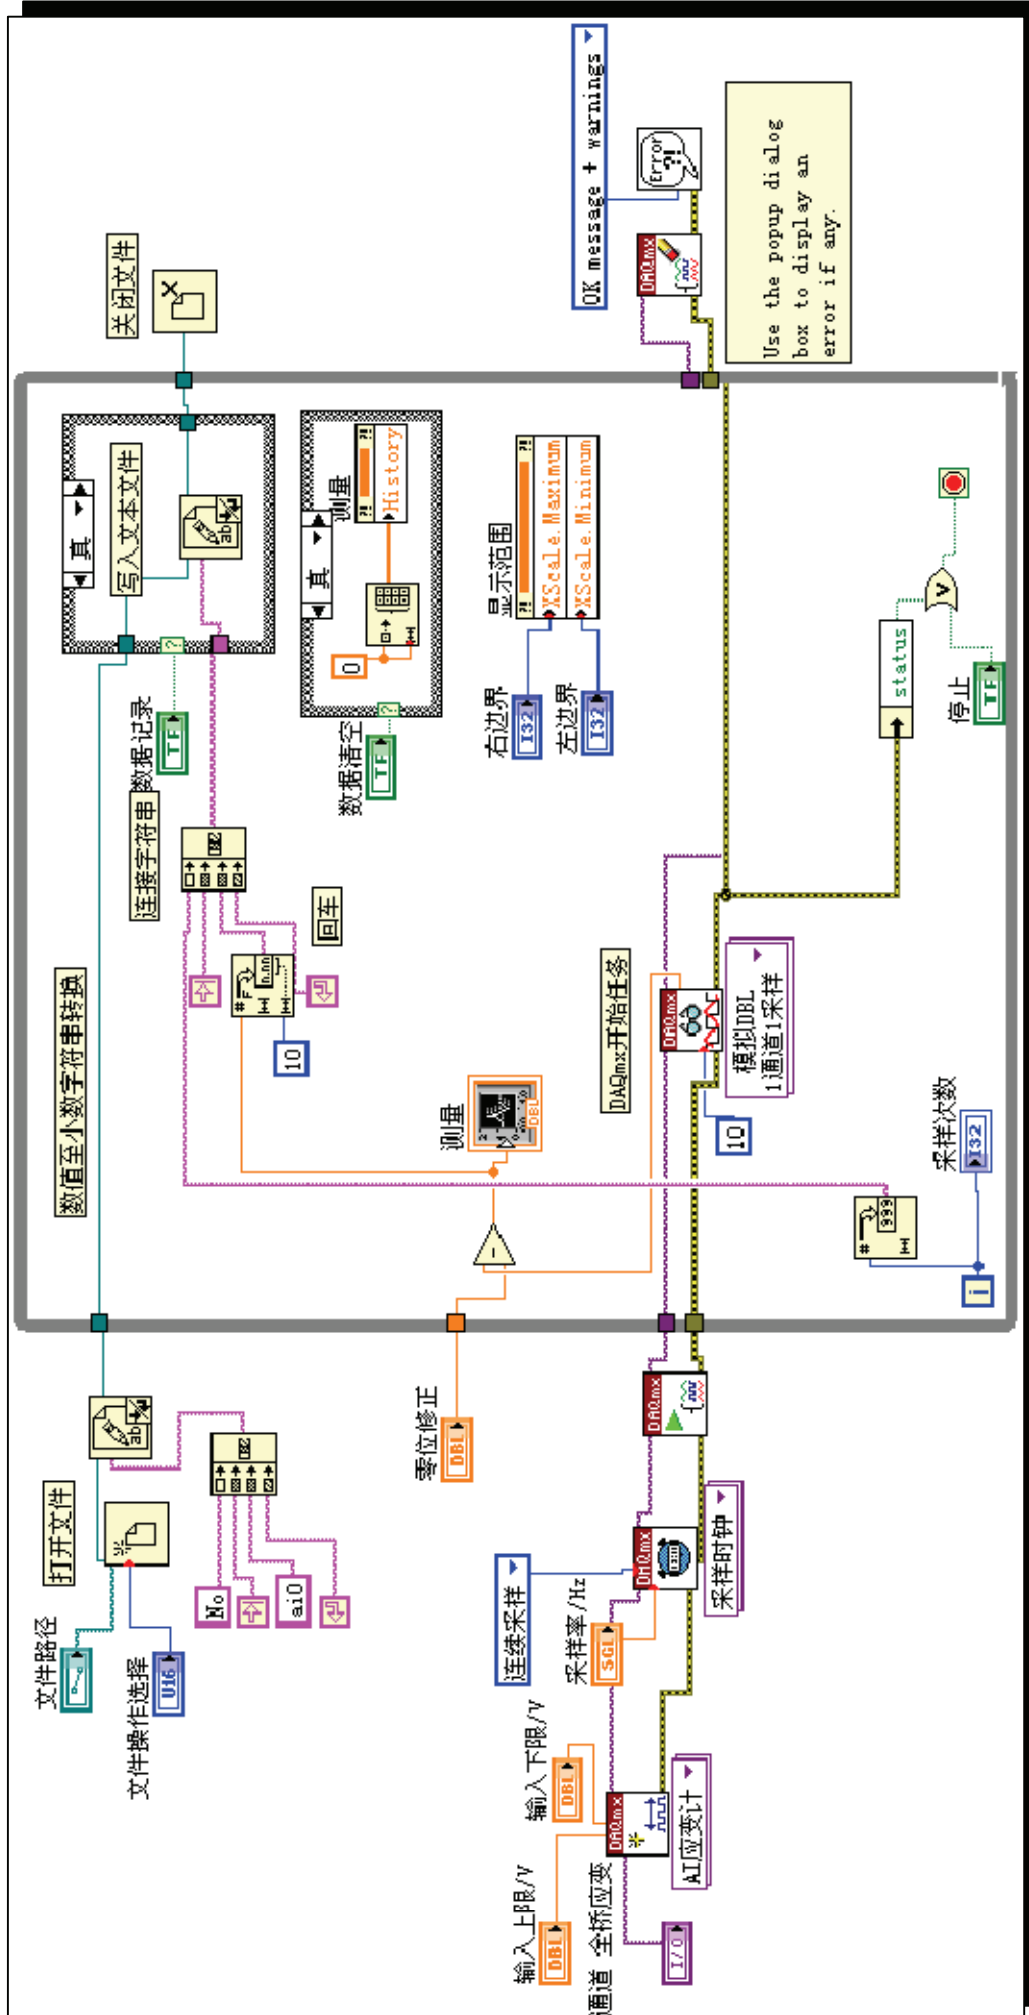 文件路径
文件操作选择
U16
打开文件
No
ai0
ab
数值至小数字符串转换
连接字符串
数据记录
TF
?
真
写入文本文件
ab
关闭文件
10
回车
数据清空
TF
?
0
真
测量
History
零位修正
DBL
测量
DBL
右边界
I32
左边界
I32
显示范围
XScale.Maximum
XScale.Minimum
输入上限/V
DBL
输入下限/V
DBL
通道 全桥应变
I/O
DAQmx
AI应变计
连续采样
采样率/Hz
SGL
DAQmx
采样时钟
DAQmx
DAQmx开始任务
DAQmx
10
模拟DBL
1通道1采样
OK message + warnings
DAQmx
Error
?!
Use the popup dialog
box to display an
error if any.
999
i
采样次数
I32
status
停止
TF